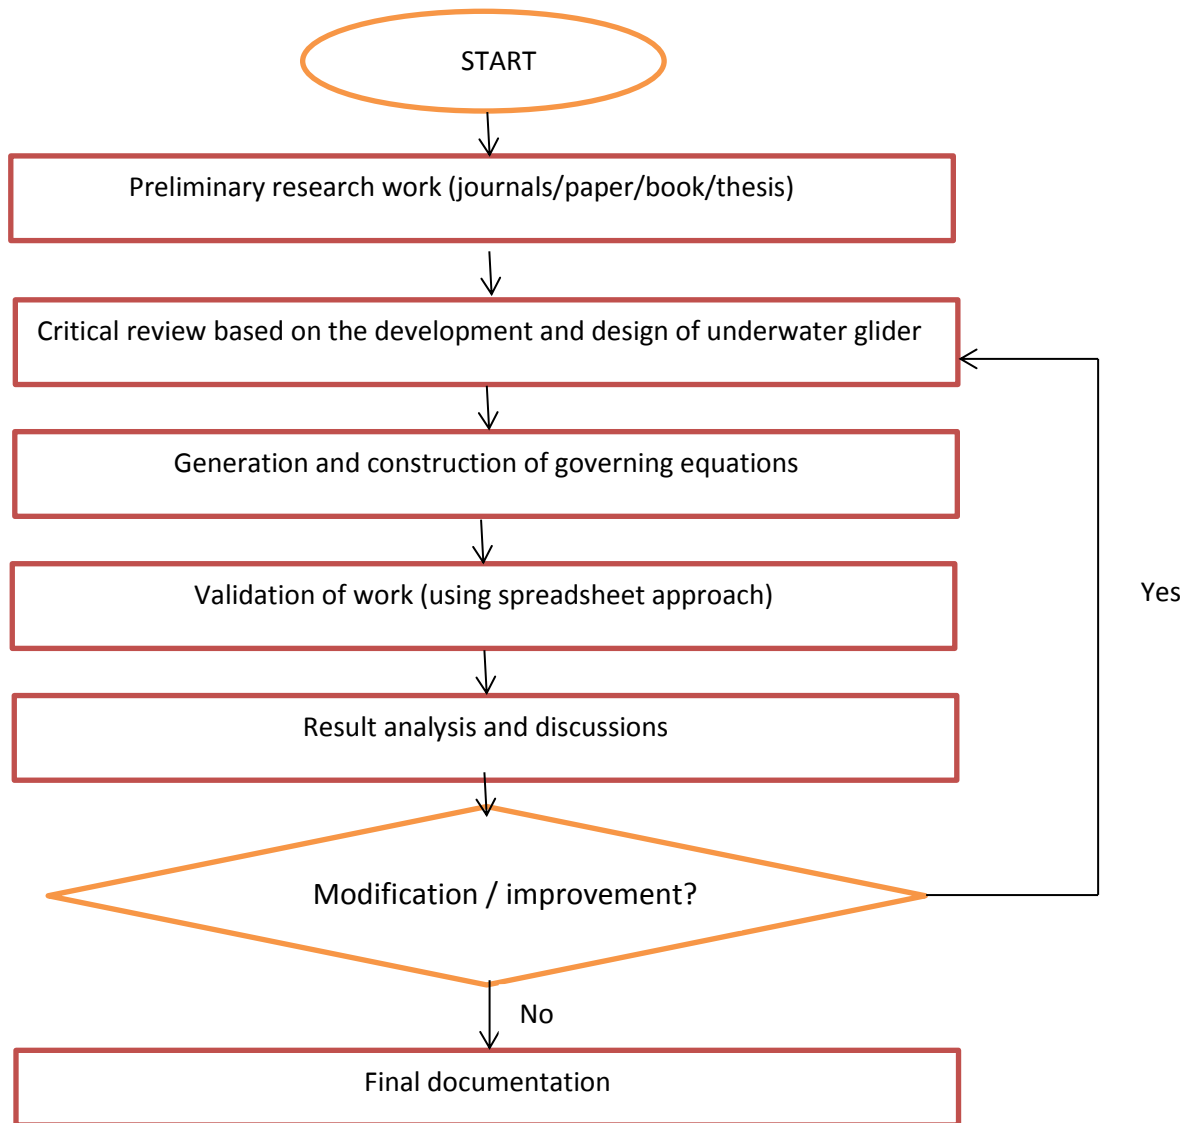 START
Preliminary research work (journals/paper/book/thesis)
Critical review based on the development and design of underwater glider
Generation and construction of governing equations
Validation of work (using spreadsheet approach)
Yes
Result analysis and discussions
Modification / improvement?
No
Final documentation